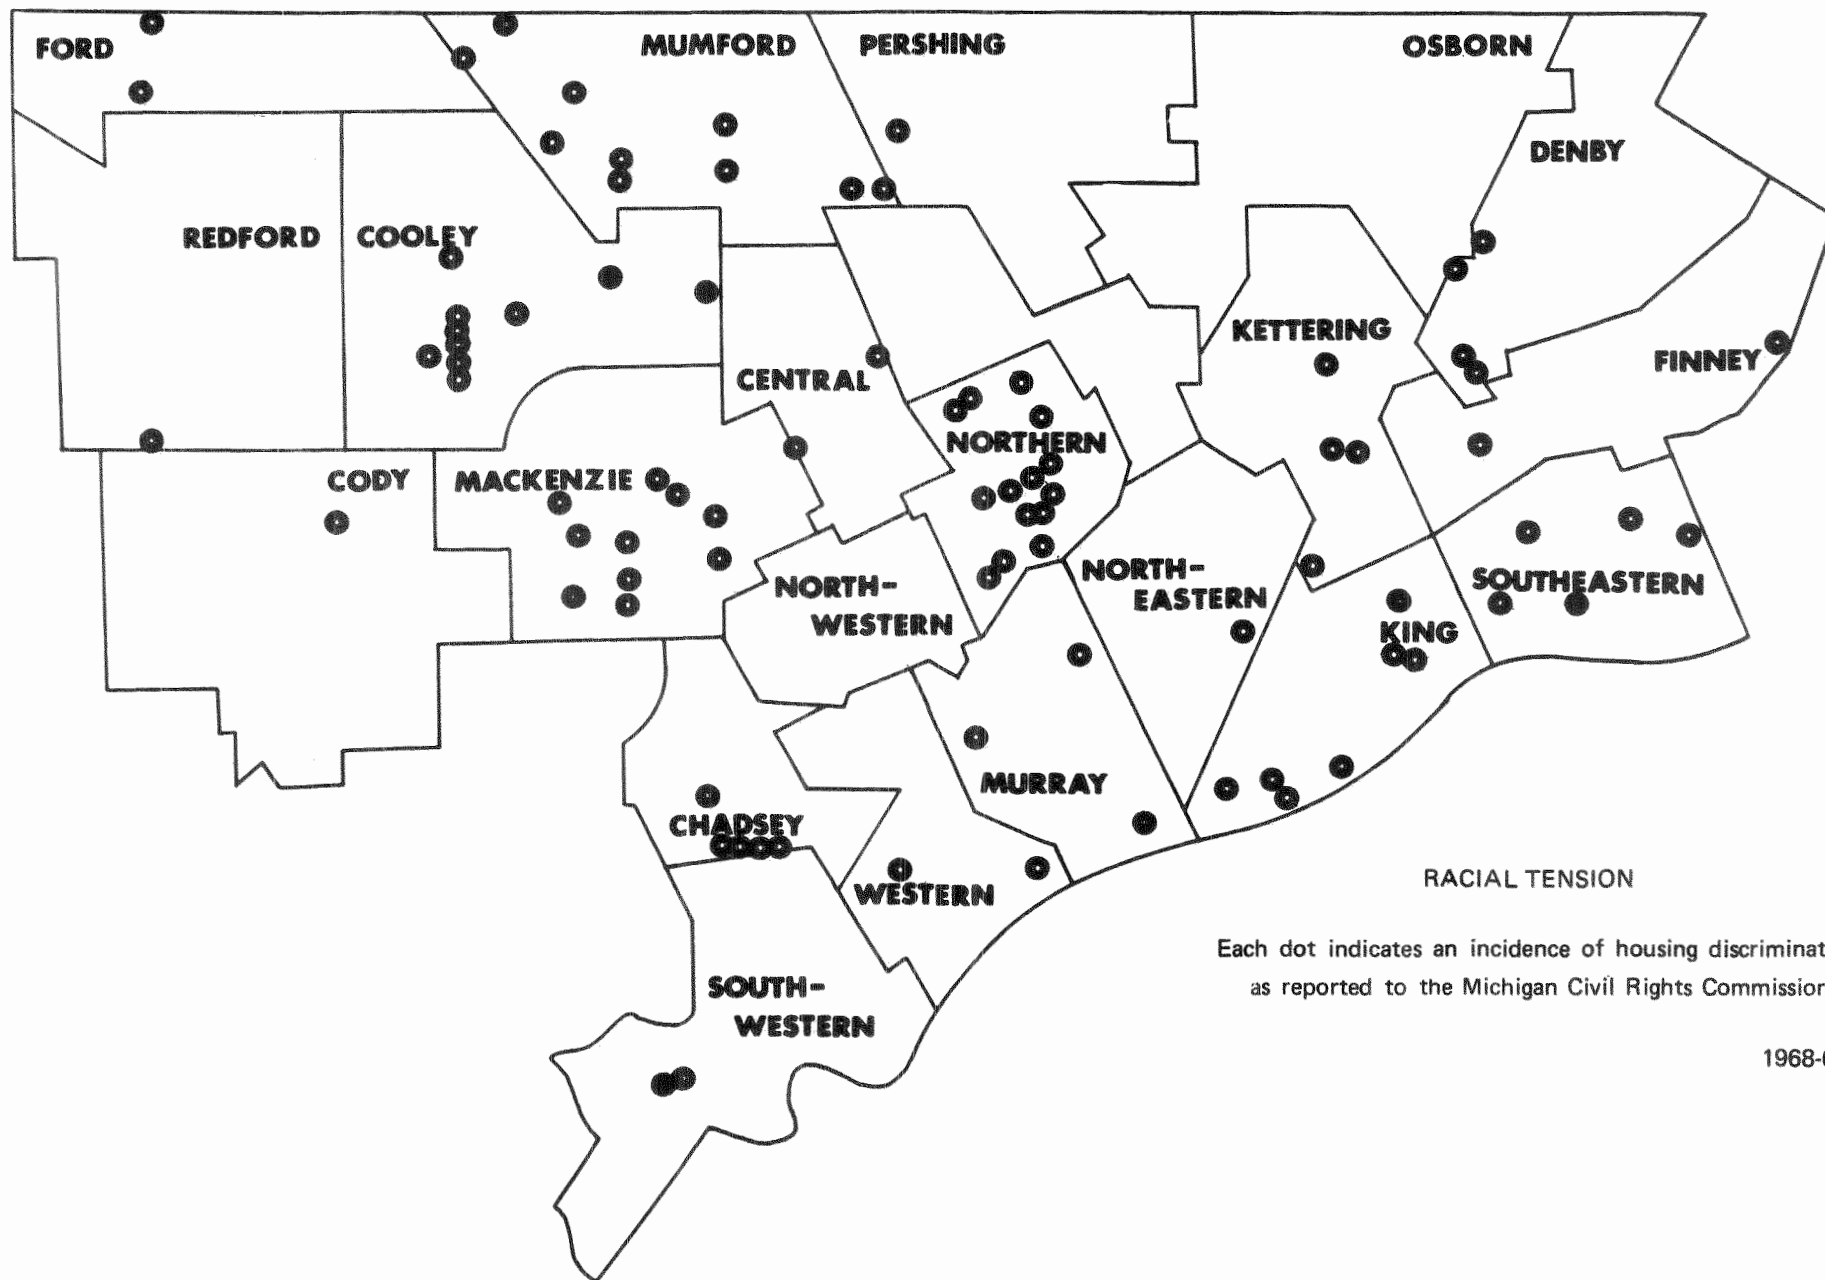 FORD
MUMFORD
PERSHING
OSBORN
DENBY
REDFORD
COOLEY
KETTERING
FINNEY
CENTRAL
NORTHERN
CODY
MACKENZIE
NORTH-
WESTERN
NORTH-
EASTERN
SOUTHEASTERN
KING
MURRAY
CHADSEY
WESTERN
SOUTH-
WESTERN
RACIAL TENSION
Each dot indicates an incidence of housing discriminat
as reported to the Michigan Civil Rights Commission
1968-